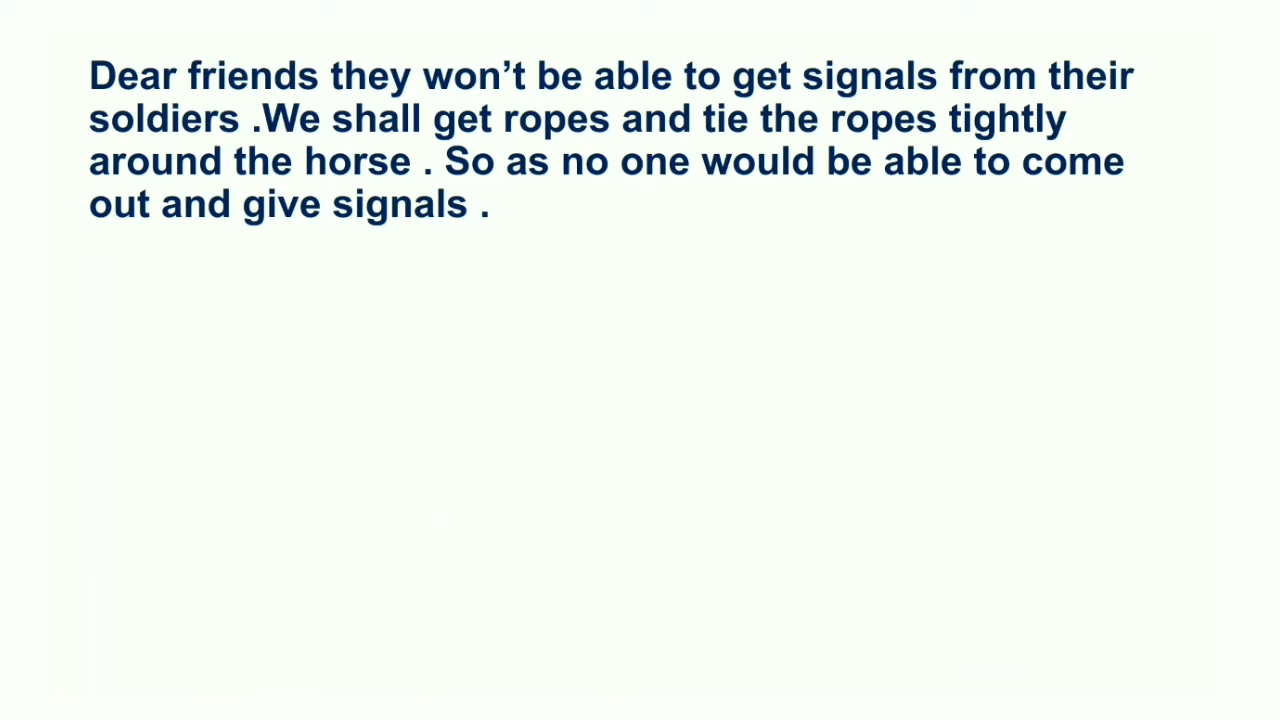 Dear friends they won’t be able to get signals from their
soldiers .We shall get ropes and tie the ropes tightly
around the horse . So as no one would be able to come
out and give signals .